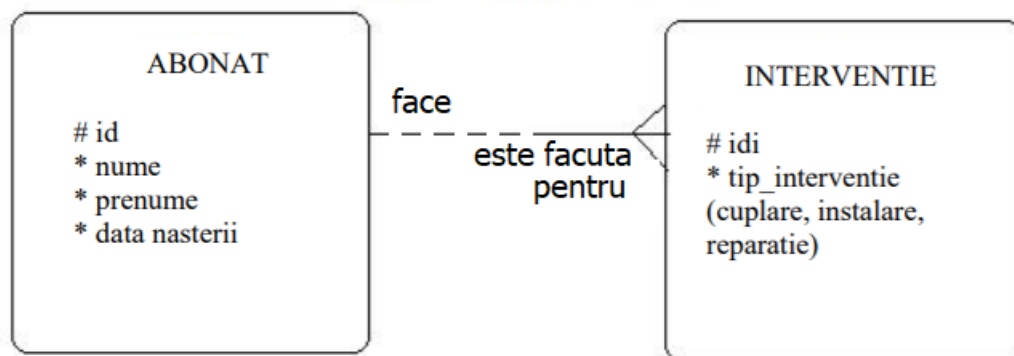 ABONAT
# id
* nume
* prenume
* data nasterii
face
este facuta
pentru
INTERVENTIE
# idi
* tip_interventie
(cuplare, instalare,
reparatie)